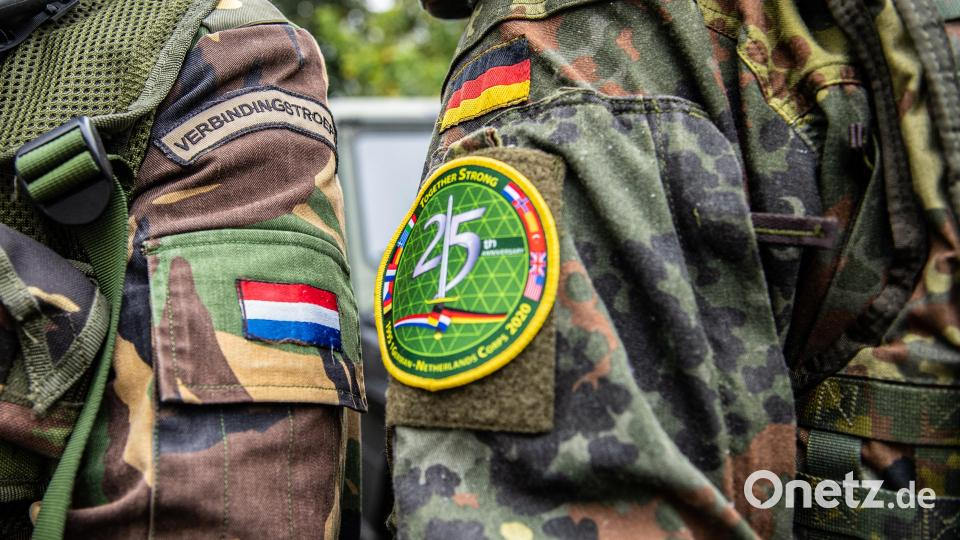 VERBINDINGSTROEP
TOGETHER STRONG
25
TH
ANNIVERSARY
GERMAN-NETHERLANDS CORPS 2020
Onetz.de